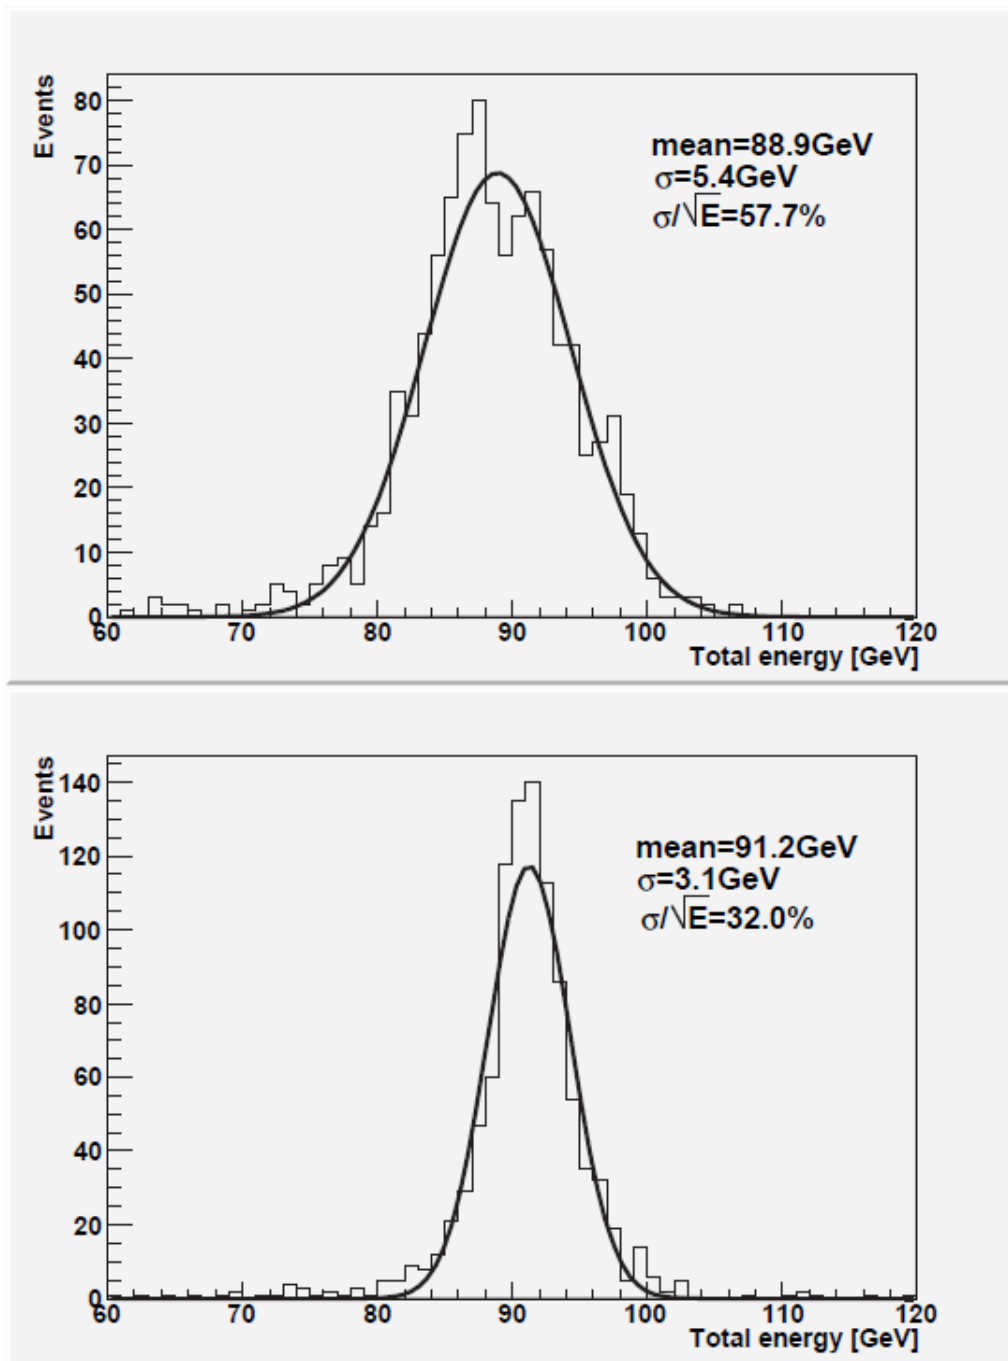 Events
80
70
60
50
40
30
20
10
0
mean=88.9GeV
σ=5.4GeV
σ/√E=57.7%
60 70 80 90 100 110 120
Total energy [GeV]
Events
140
120
100
80
60
40
20
0
mean=91.2GeV
σ=3.1GeV
σ/√E=32.0%
60 70 80 90 100 110 120
Total energy [GeV]